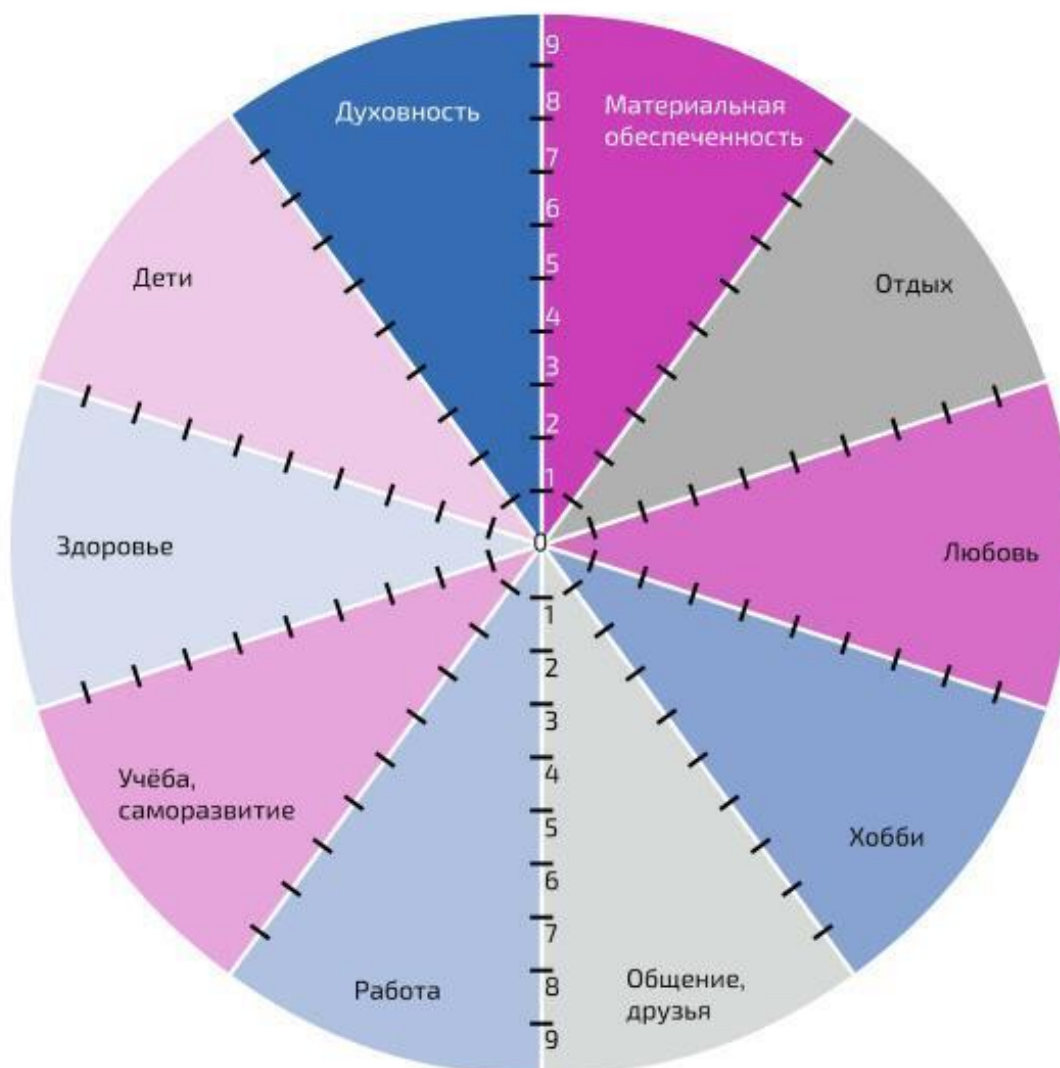 9
8
7
6
5
4
3
2
1
0
1
2
3
4
5
6
7
8
9
Духовность
Материальная
обеспеченность
Отдых
Любовь
Хобби
Общение,
друзья
Работа
Учёба,
саморазвитие
Здоровье
Дети